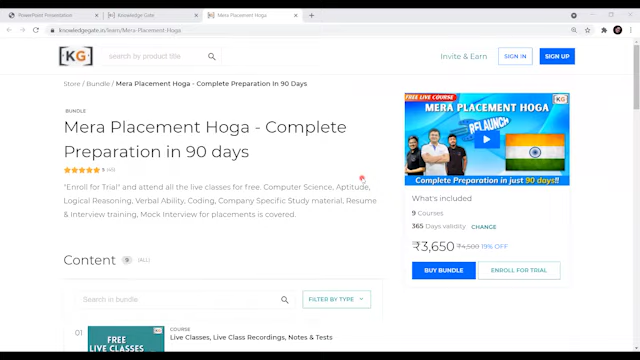 PowerPoint Presentation
Knowledge Gate
Mera Placement Hoga
knowledgegate.in/learn/Mera-Placement-Hoga
KG
search by product title
Invite & Earn
SIGN IN
SIGN UP
Store / Bundle / Mera Placement Hoga - Complete Preparation In 90 Days
BUNDLE
Mera Placement Hoga - Complete
Preparation in 90 days
5 (45)
"Enroll for Trial" and attend all the live classes for free. Computer Science, Aptitude,
Logical Reasoning, Verbal Ability, Coding, Company Specific Study material, Resume
& Interview training, Mock Interview for placements is covered.
FREE LIVE COURSE
KG
MERA PLACEMENT HOGA
RELAUNCH
Complete Preparation in just 90 days!
What's included
9 Courses
365 Days validity CHANGE
₹3,650 ₹4,500 19% OFF
BUY BUNDLE
ENROLL FOR TRIAL
Content 9 (ALL)
Search in bundle
FILTER BY TYPE
01
FREE
LIVE CLASSES
KG
COURSE
Live Classes, Live Class Recordings, Notes & Tests